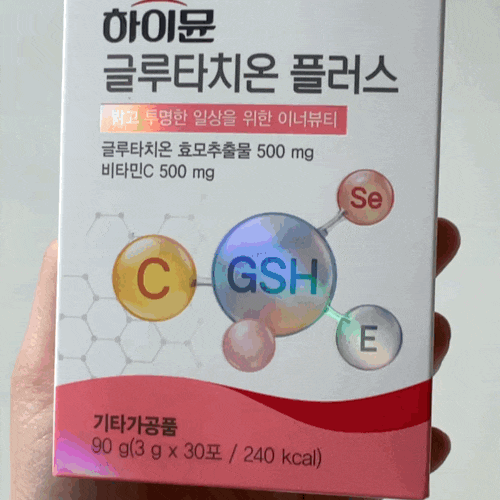 하이뮨
글루타치온 플러스
맑고 투명한 일상을 위한 이너뷰티
글루타치온 효모추출물 500 mg
비타민C 500 mg
Se
C
GSH
E
기타가공품
90 g(3 g x 30포 / 240 kcal)